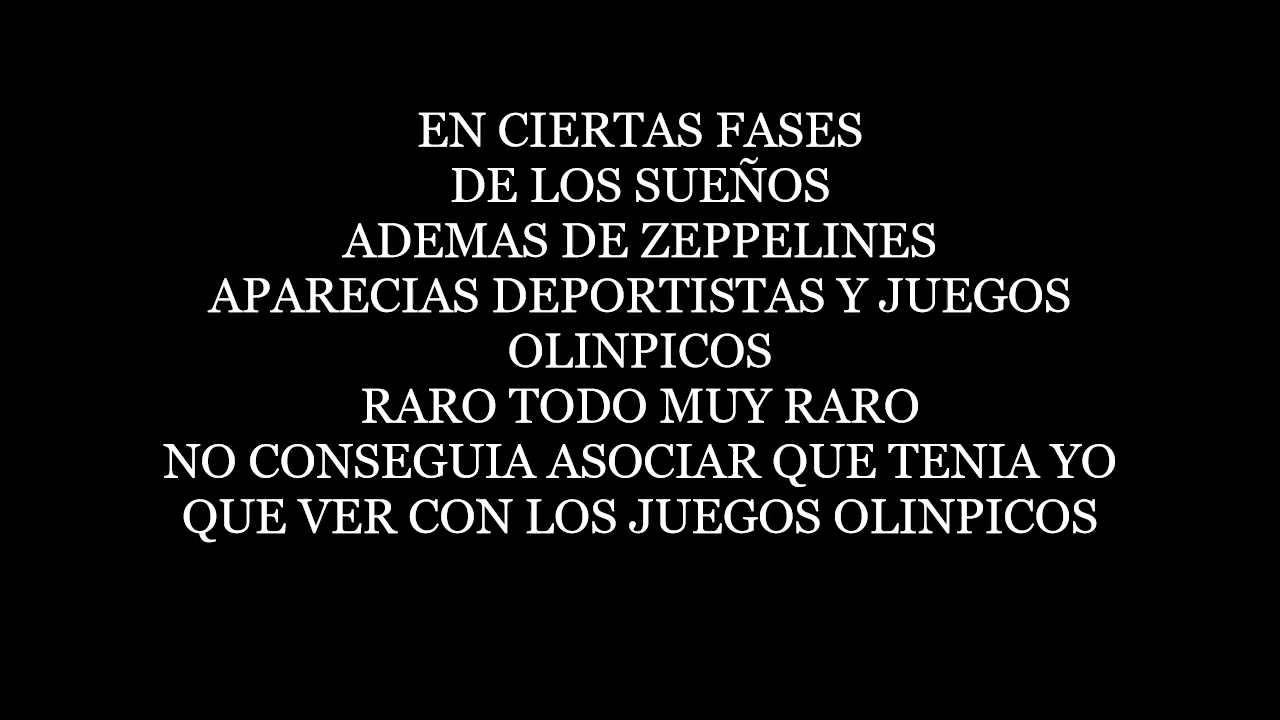 EN CIERTAS FASES
DE LOS SUEÑOS
ADEMAS DE ZEPPELINES
APARECIAS DEPORTISTAS Y JUEGOS
OLINPICOS
RARO TODO MUY RARO
NO CONSEGUIA ASOCIAR QUE TENIA YO
QUE VER CON LOS JUEGOS OLINPICOS